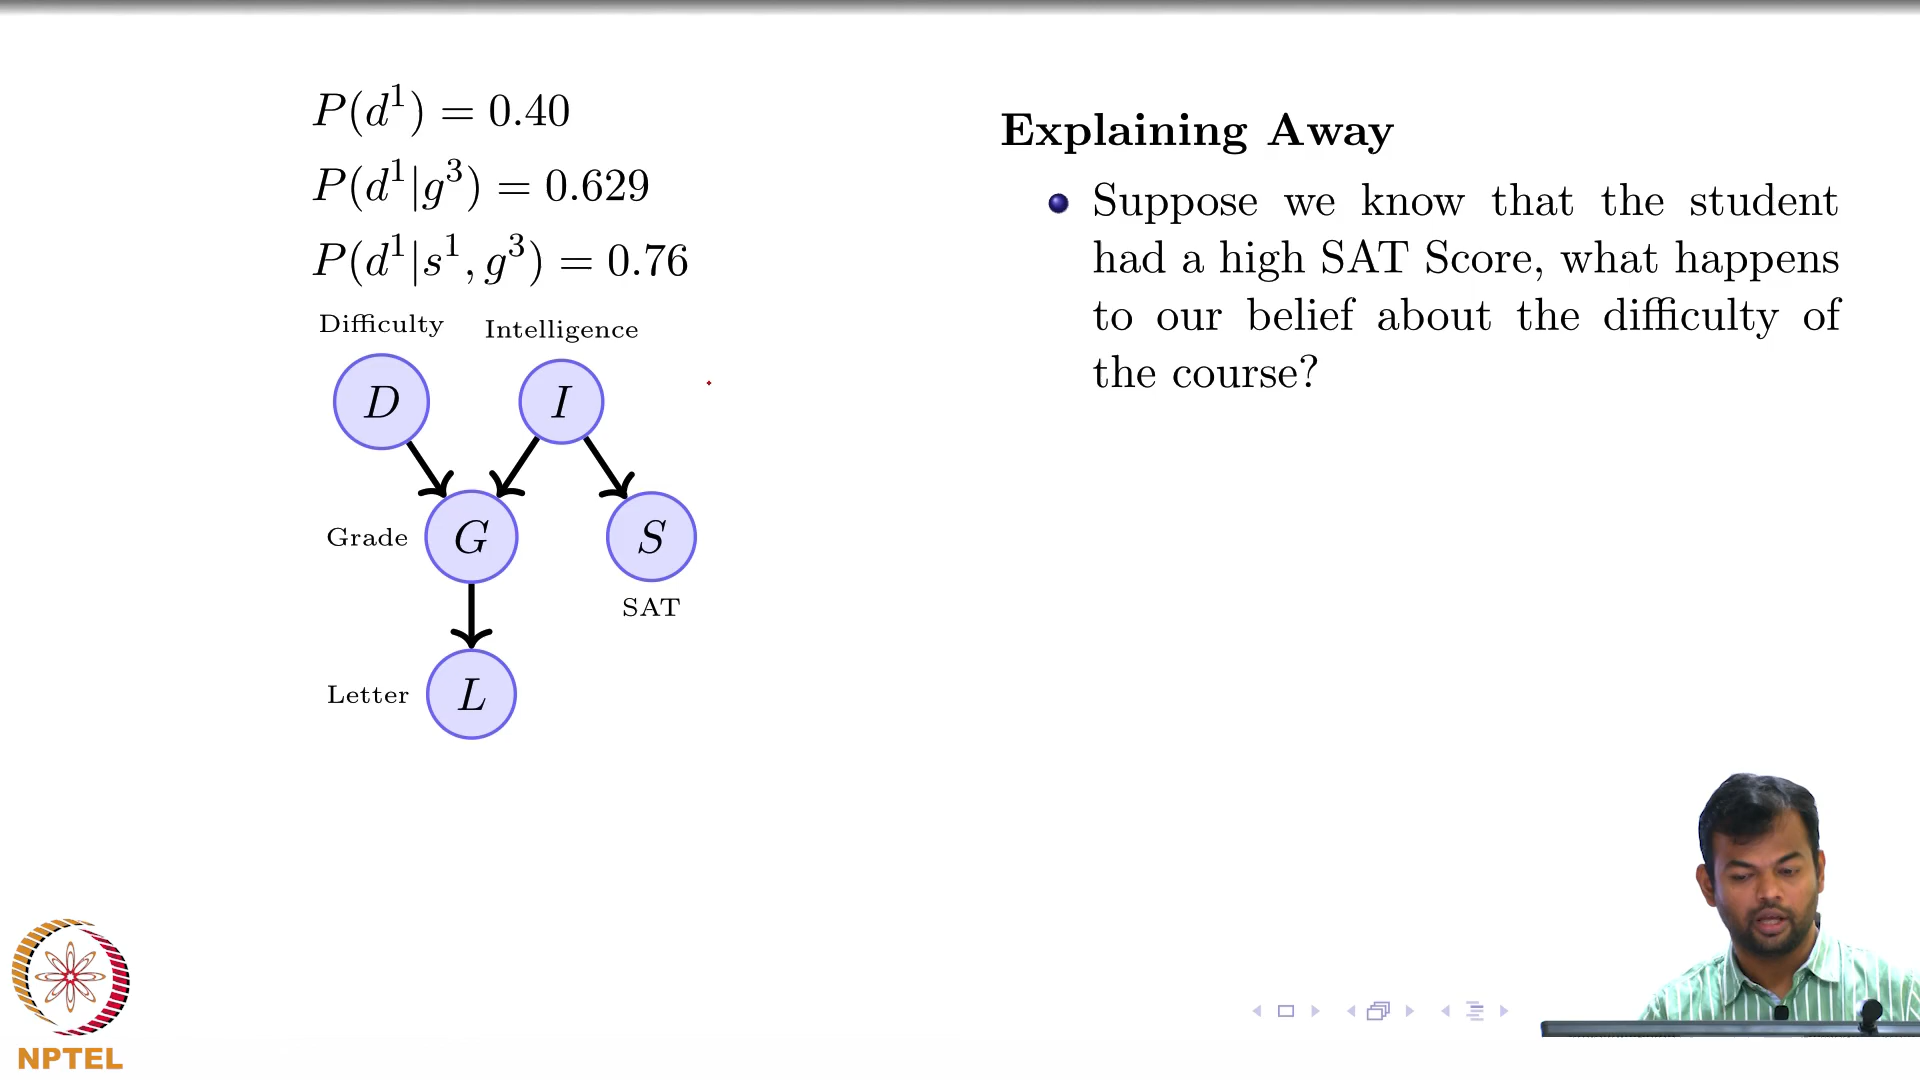 P(d¹) = 0.40
P(d¹|g³) = 0.629
P(d¹|s¹, g³) = 0.76
Difficulty
Intelligence
D
I
Grade
G
S
SAT
Letter
L
Explaining Away
Suppose we know that the student
had a high SAT Score, what happens
to our belief about the difficulty of
the course?
NPTEL